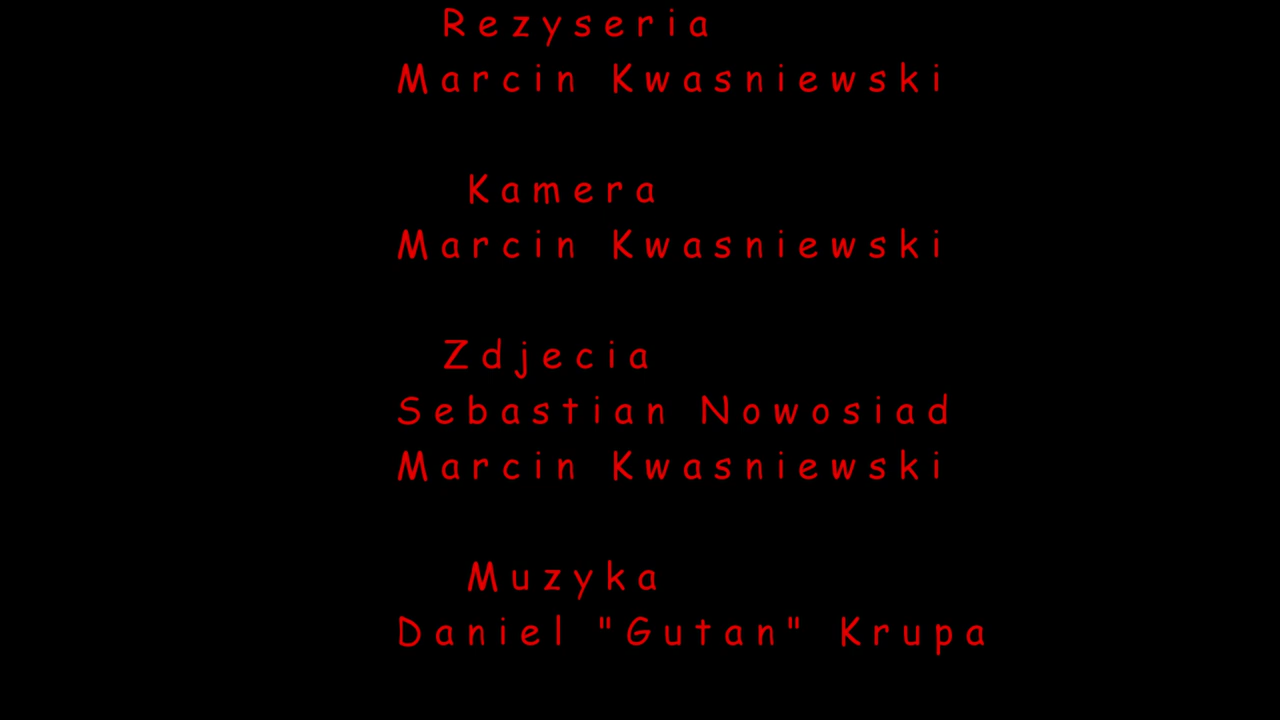 Rezyseria
Marcin Kwasniewski
Kamera
Marcin Kwasniewski
Zdjecia
Sebastian Nowosiad
Marcin Kwasniewski
Muzyka
Daniel "Gutan" Krupa